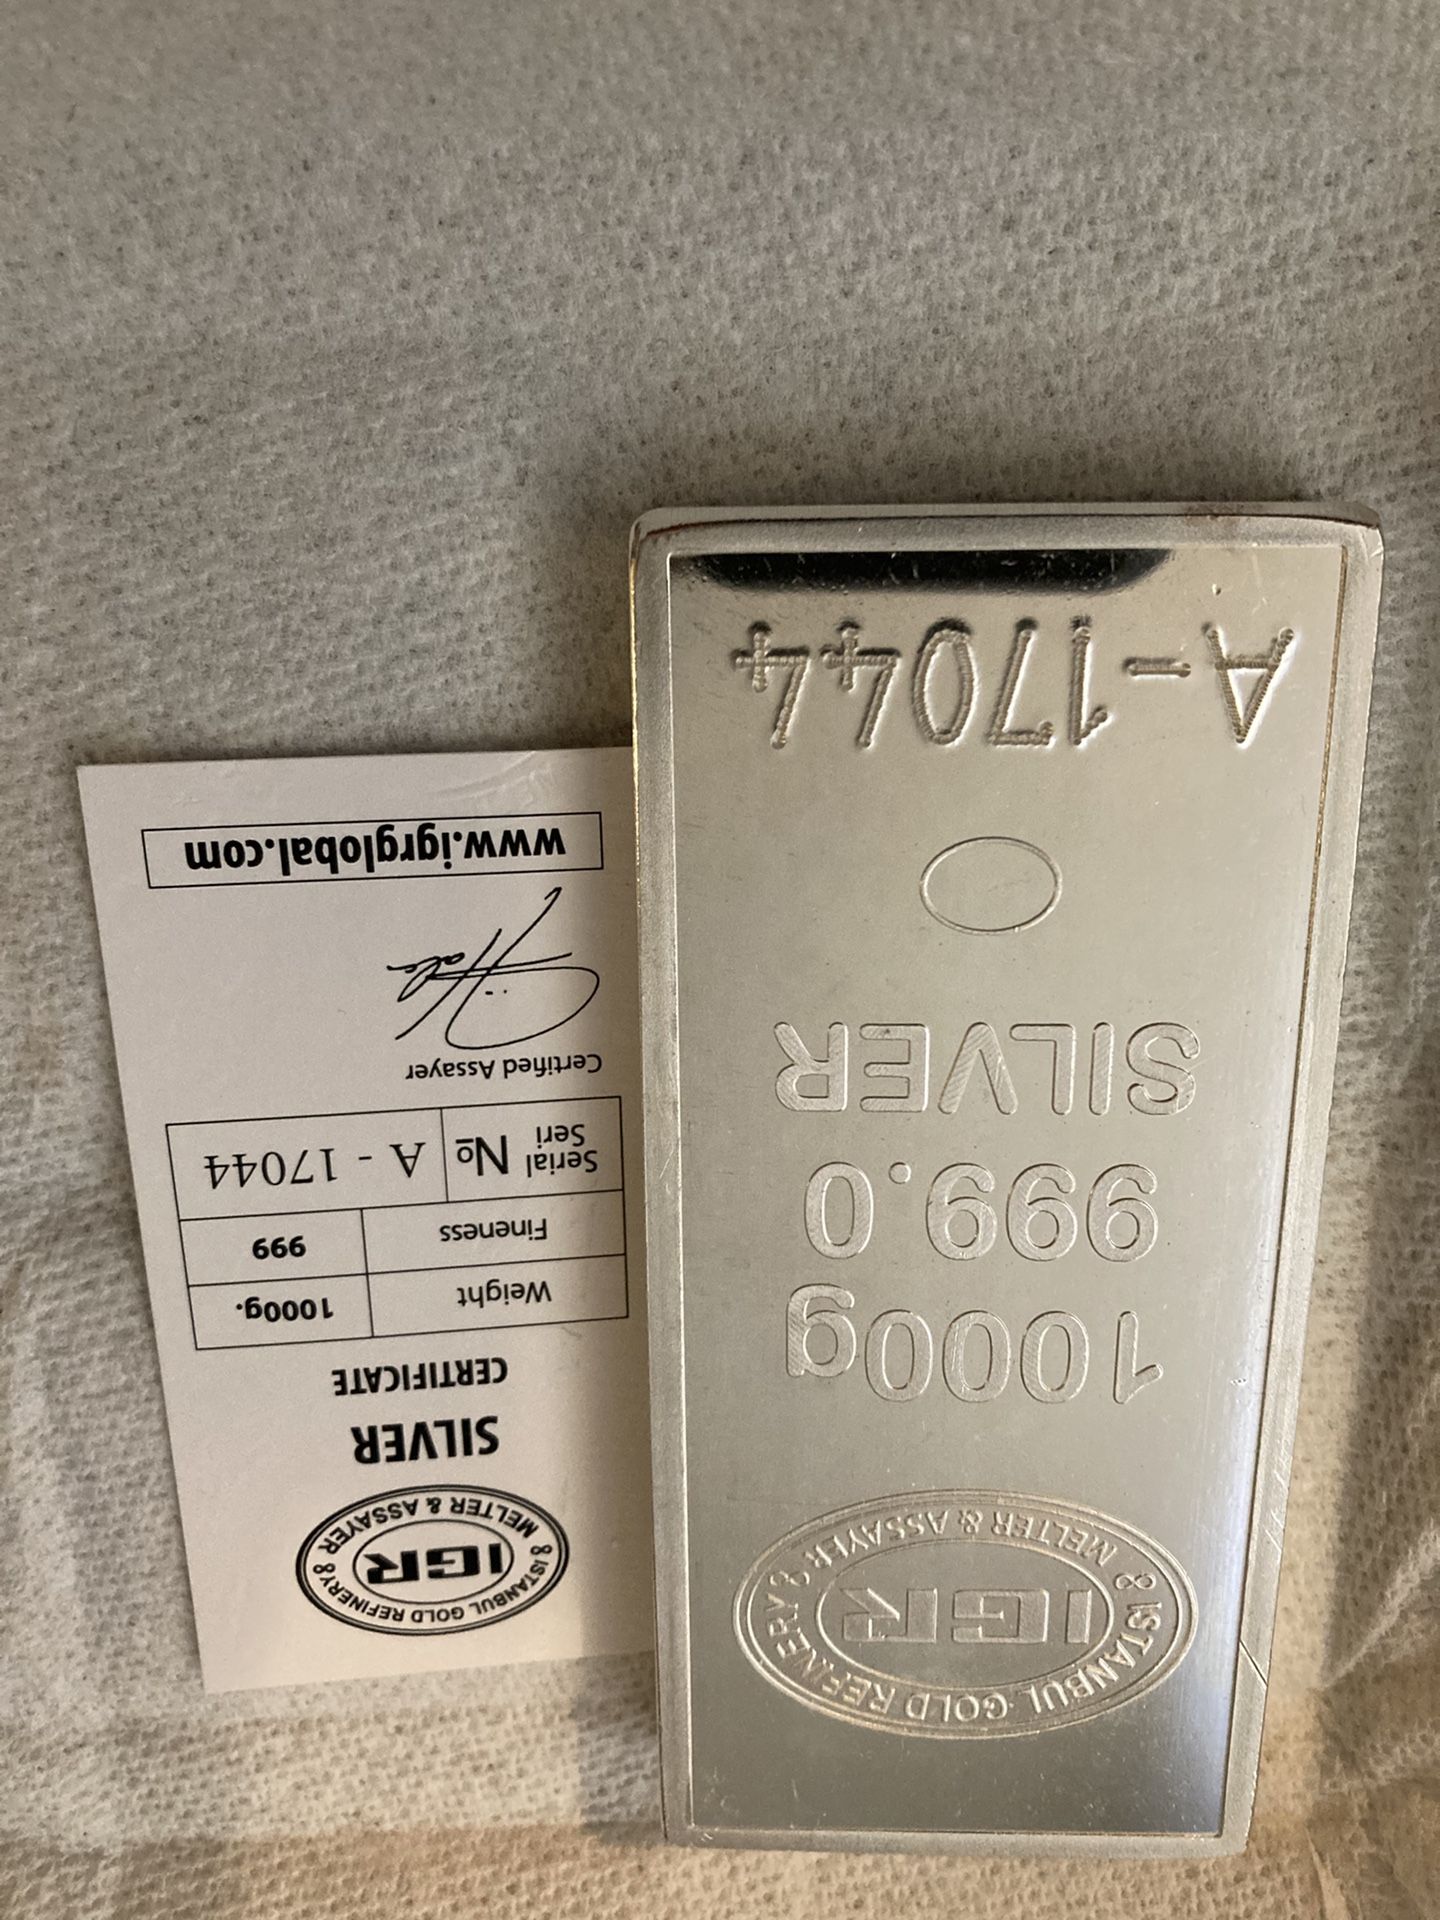 ISTANBUL GOLD REFINERY
IGR
MELTER & ASSAYER
SILVER
CERTIFICATE
Weight 1000g.
Fineness 999
Serial Seri № A - 17044
Certified Assayer
www.igrglobal.com
ISTANBUL GOLD REFINERY
IGR
MELTER & ASSAYER
1000g
999.0
SILVER
A-17044